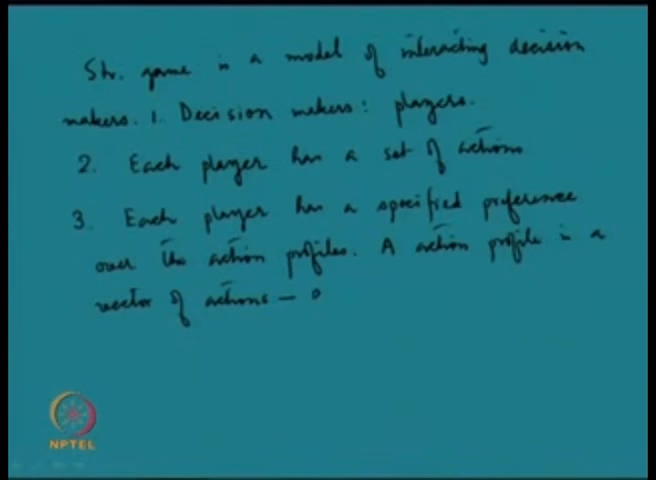 Str. game is a model of interacting decision
makers. 1. Decision makers: players.
2. Each player has a set of actions
3. Each player has a specified preference
over the action profiles. A action profile is a
vector of actions – o
NPTEL